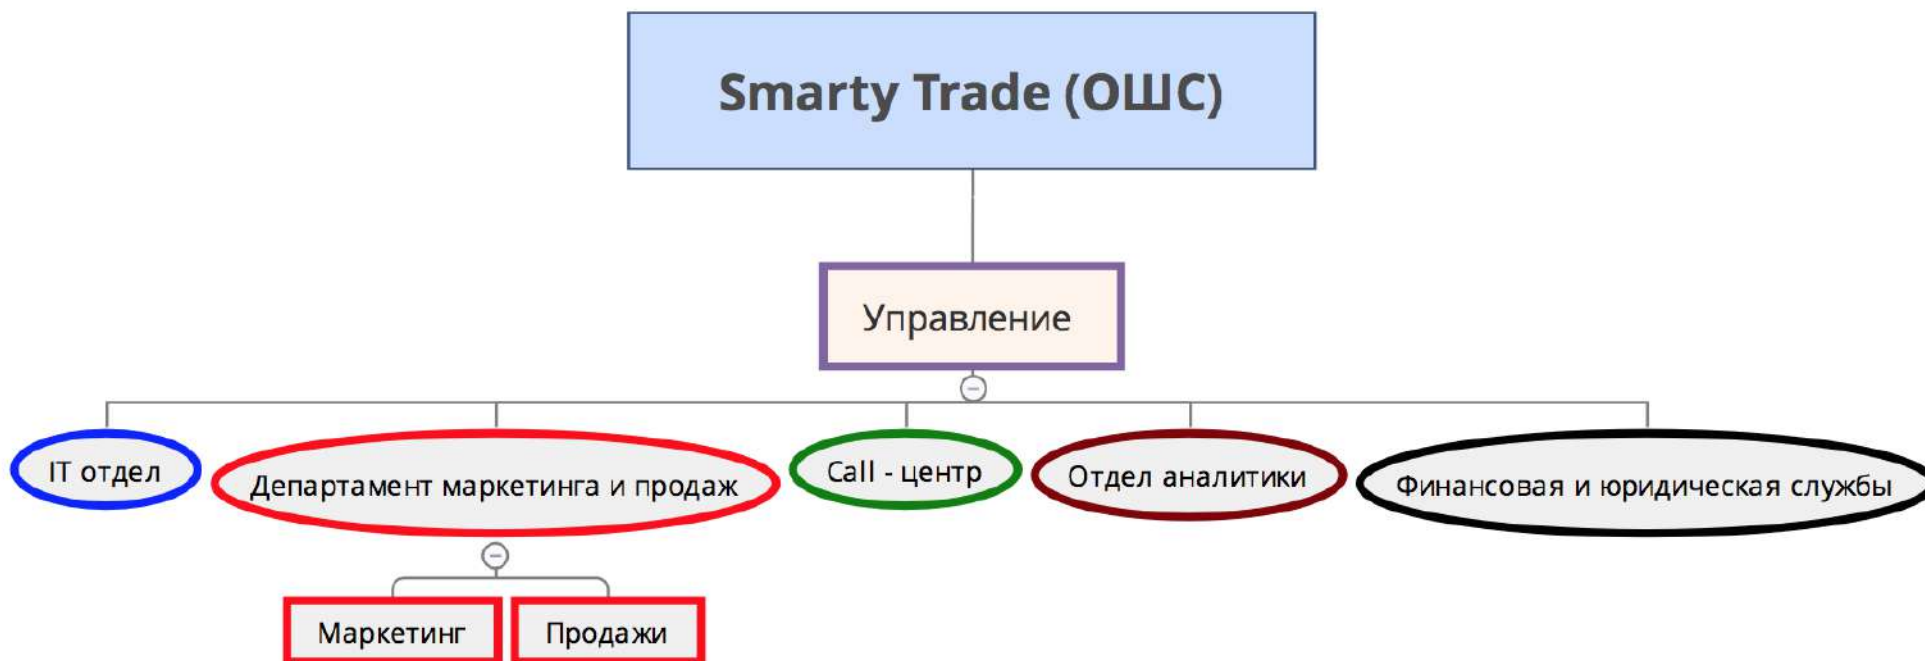 Smarty Trade (ОШС)
Управление
IT отдел
Департамент маркетинга и продаж
Call - центр
Отдел аналитики
Финансовая и юридическая службы
Маркетинг
Продажи